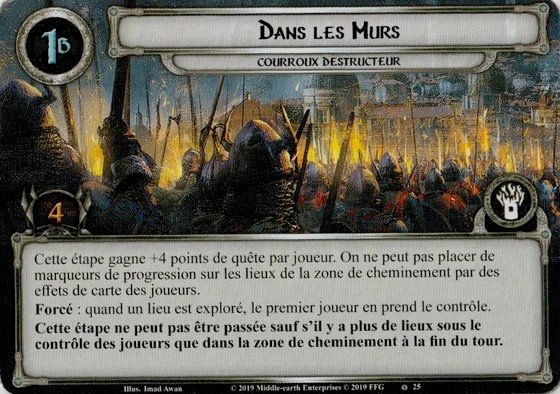 1B
DANS LES MURS
COURROUX DESTRUCTEUR
4
Cette étape gagne +4 points de quête par joueur. On ne peut pas placer de
marqueurs de progression sur les lieux de la zone de cheminement par des
effets de carte des joueurs.
Forcé : quand un lieu est exploré, le premier joueur en prend le contrôle.
Cette étape ne peut pas être passée sauf s'il y a plus de lieux sous le
contrôle des joueurs que dans la zone de cheminement à la fin du tour.
Illus. Imad Awan © 2019 Middle-earth Enterprises © 2019 FFG 25